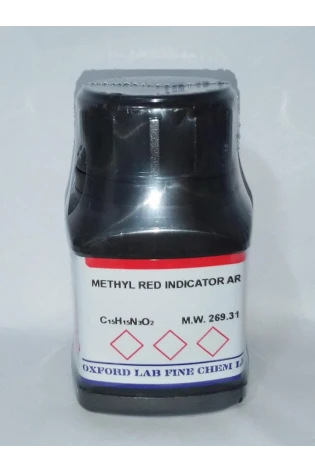 METHYL RED INDICATOR AR
C₁₅H₁₅N₃O₂ M.W. 269.31
OXFORD LAB FINE CHEM L